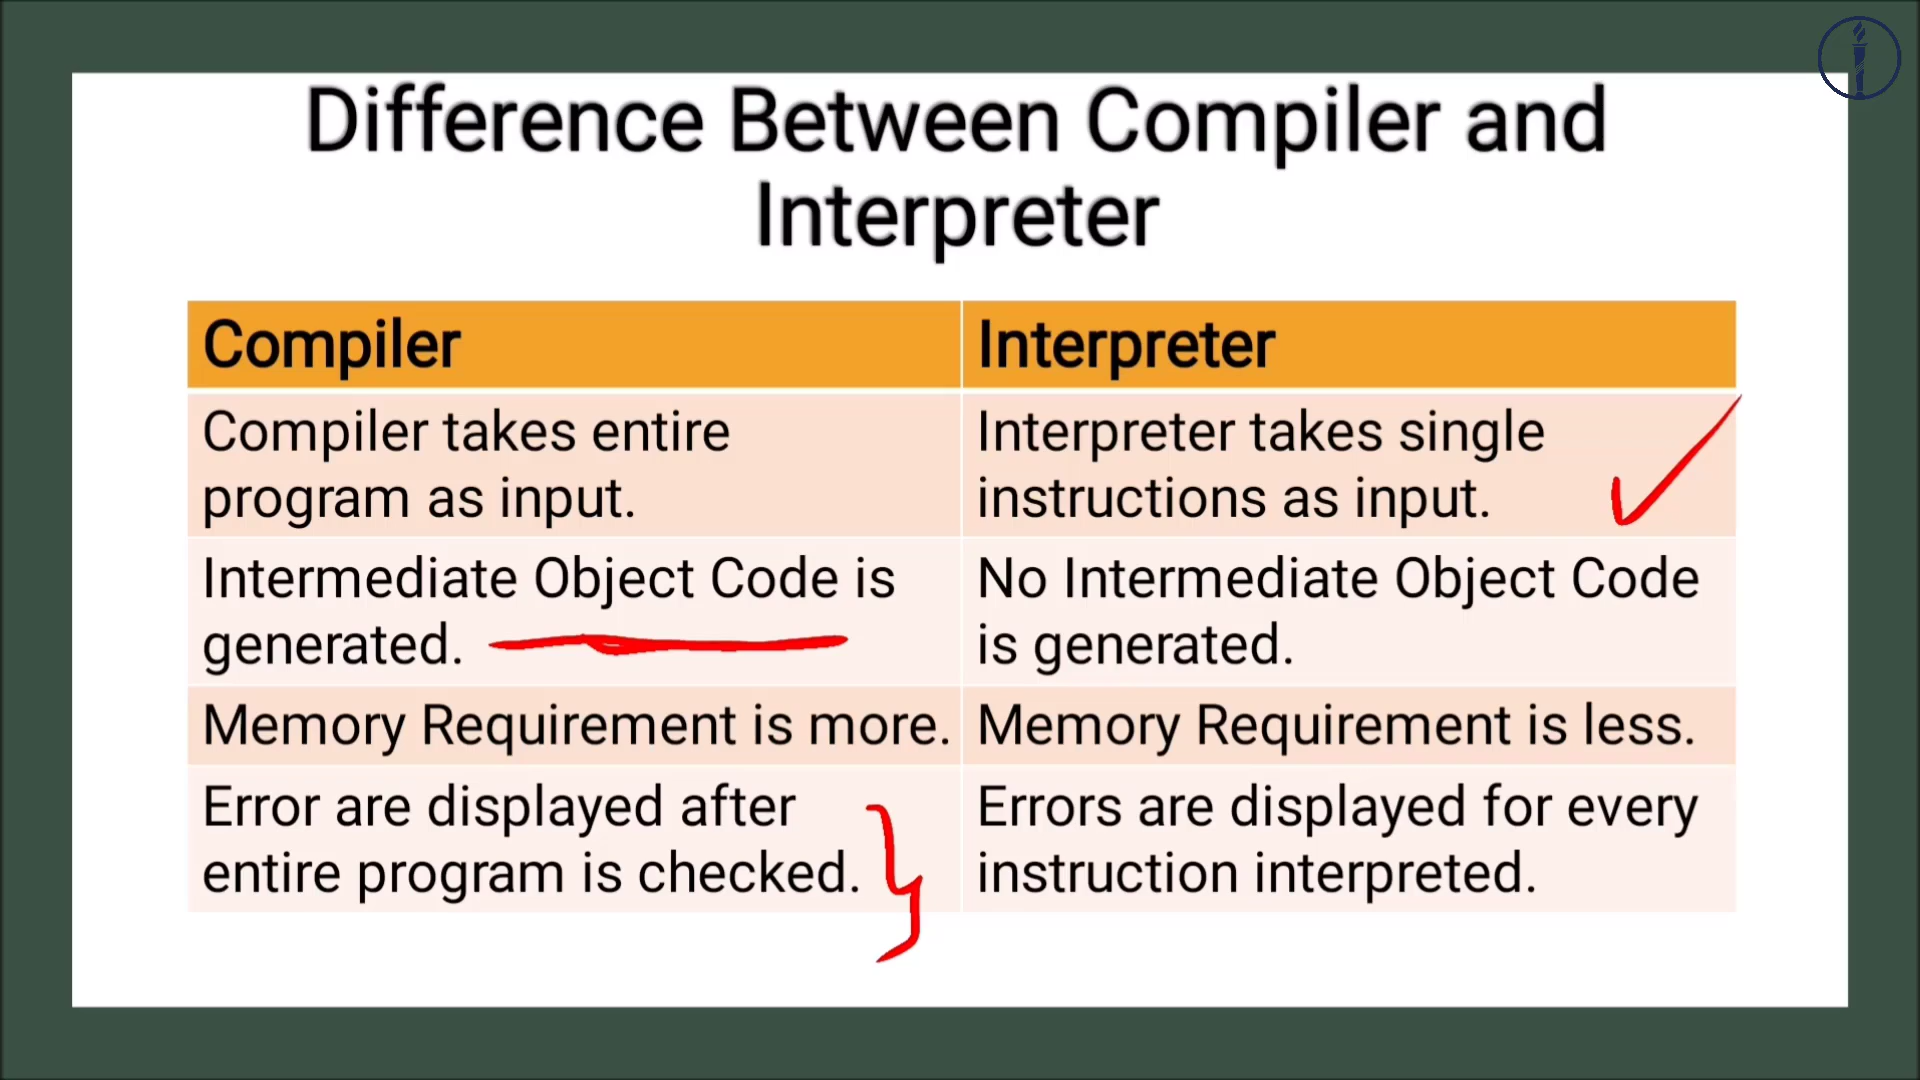 Difference Between Compiler and
Interpreter
Compiler
Interpreter
Compiler takes entire
program as input.
Interpreter takes single
instructions as input.
Intermediate Object Code is
generated.
No Intermediate Object Code
is generated.
Memory Requirement is more.
Memory Requirement is less.
Error are displayed after
entire program is checked.
Errors are displayed for every
instruction interpreted.